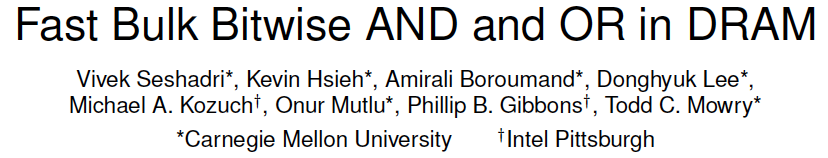 Fast Bulk Bitwise AND and OR in DRAM
Vivek Seshadri*, Kevin Hsieh*, Amirali Boroumand*, Donghyuk Lee*,
Michael A. Kozuch†, Onur Mutlu*, Phillip B. Gibbons†, Todd C. Mowry*
*Carnegie Mellon University †Intel Pittsburgh